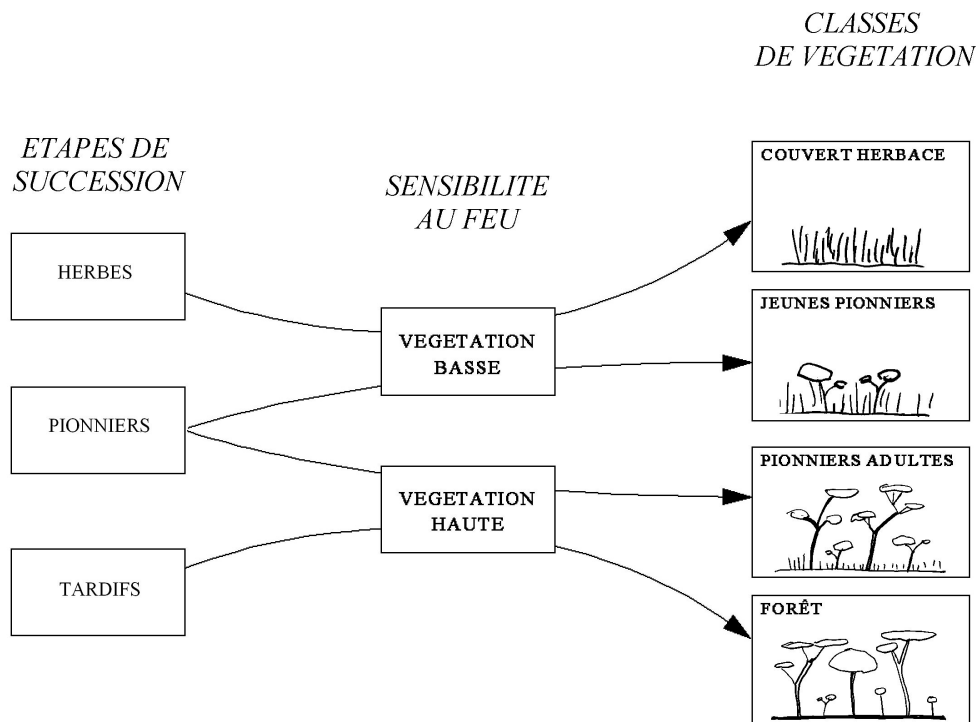 CLASSES
DE VEGETATION
ETAPES DE
SUCCESSION
SENSIBILITE
AU FEU
HERBES
PIONNIERS
TARDIFS
VEGETATION
BASSE
VEGETATION
HAUTE
COUVERT HERBACE
JEUNES PIONNIERS
PIONNIERS ADULTES
FORÊT